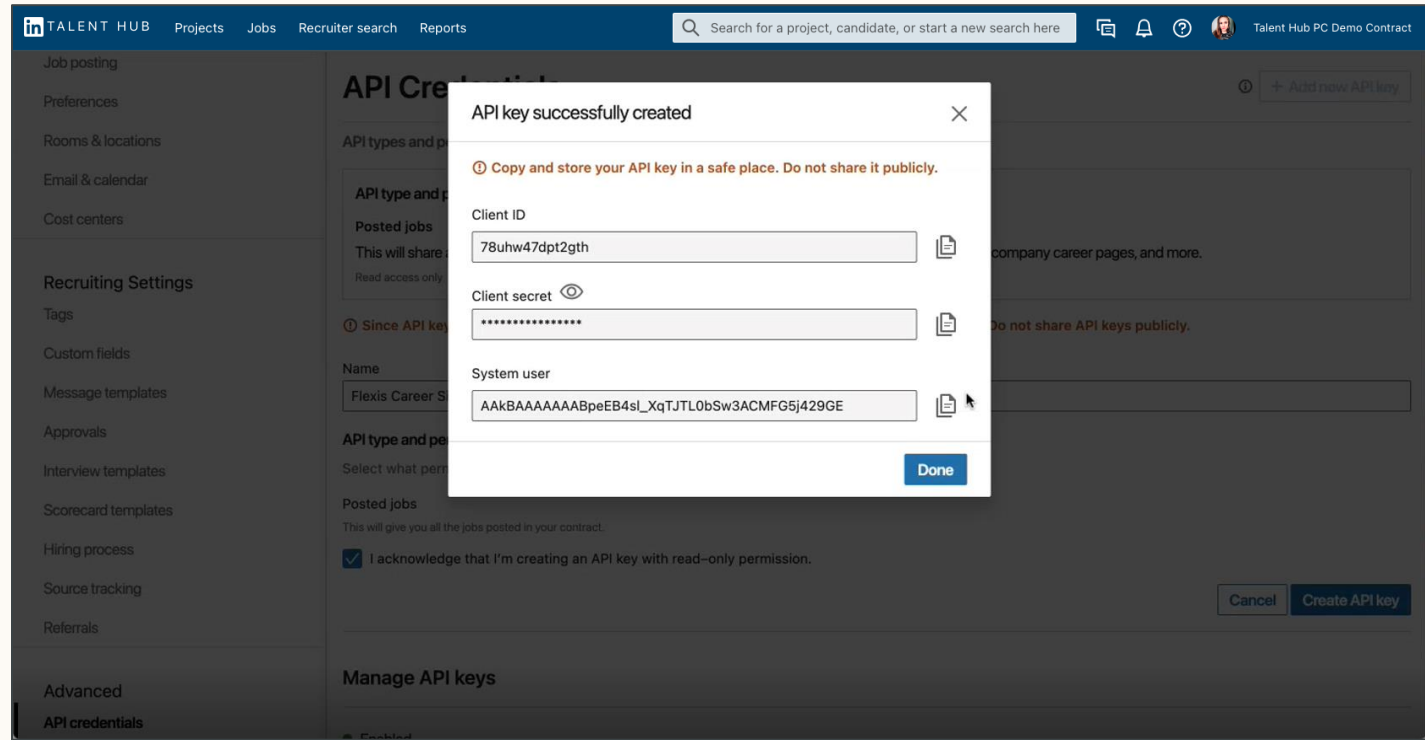 in TALENT HUB Projects Jobs Recruiter search Reports Search for a project, candidate, or start a new search here Talent Hub PC Demo Contract
Job posting
Preferences
Rooms & locations
Email & calendar
Cost centers
Recruiting Settings
Tags
Custom fields
Message templates
Approvals
Interview templates
Scorecard templates
Hiring process
Source tracking
Referrals
Advanced
API credentials
API Credentials
+ Add new API key
API types and p
API type and p
Posted jobs
This will share company career pages, and more.
Read access only
Since API key Do not share API keys publicly.
Name
Flexis Career S
API type and pe
Select what perm
Posted jobs
This will give you all the jobs posted in your contract.
I acknowledge that I'm creating an API key with read-only permission.
Cancel Create API key
Manage API keys
Enabled
API key successfully created
Copy and store your API key in a safe place. Do not share it publicly.
Client ID
78uhw47dpt2gth
Client secret
****************
System user
AAkBAAAAAABpeEB4sl_XqTJTL0bSw3ACMFG5j429GE
Done